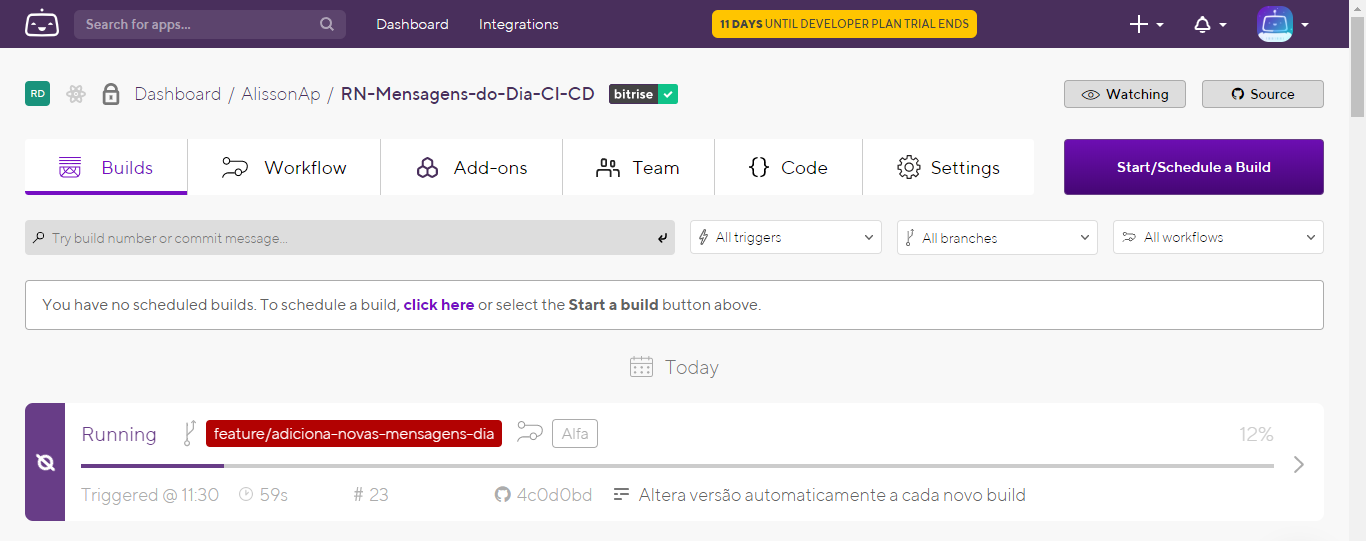 Search for apps...
Dashboard
Integrations
11 DAYS UNTIL DEVELOPER PLAN TRIAL ENDS
RD
Dashboard / AlissonAp / RN-Mensagens-do-Dia-CI-CD
bitrise
Watching
Source
Builds
Workflow
Add-ons
Team
{} Code
Settings
Start/Schedule a Build
Try build number or commit message...
All triggers
All branches
All workflows
You have no scheduled builds. To schedule a build, click here or select the Start a build button above.
Today
Running
feature/adiciona-novas-mensagens-dia
Alfa
12%
Triggered @ 11:30
59s
# 23
4c0d0bd
Altera versão automaticamente a cada novo build